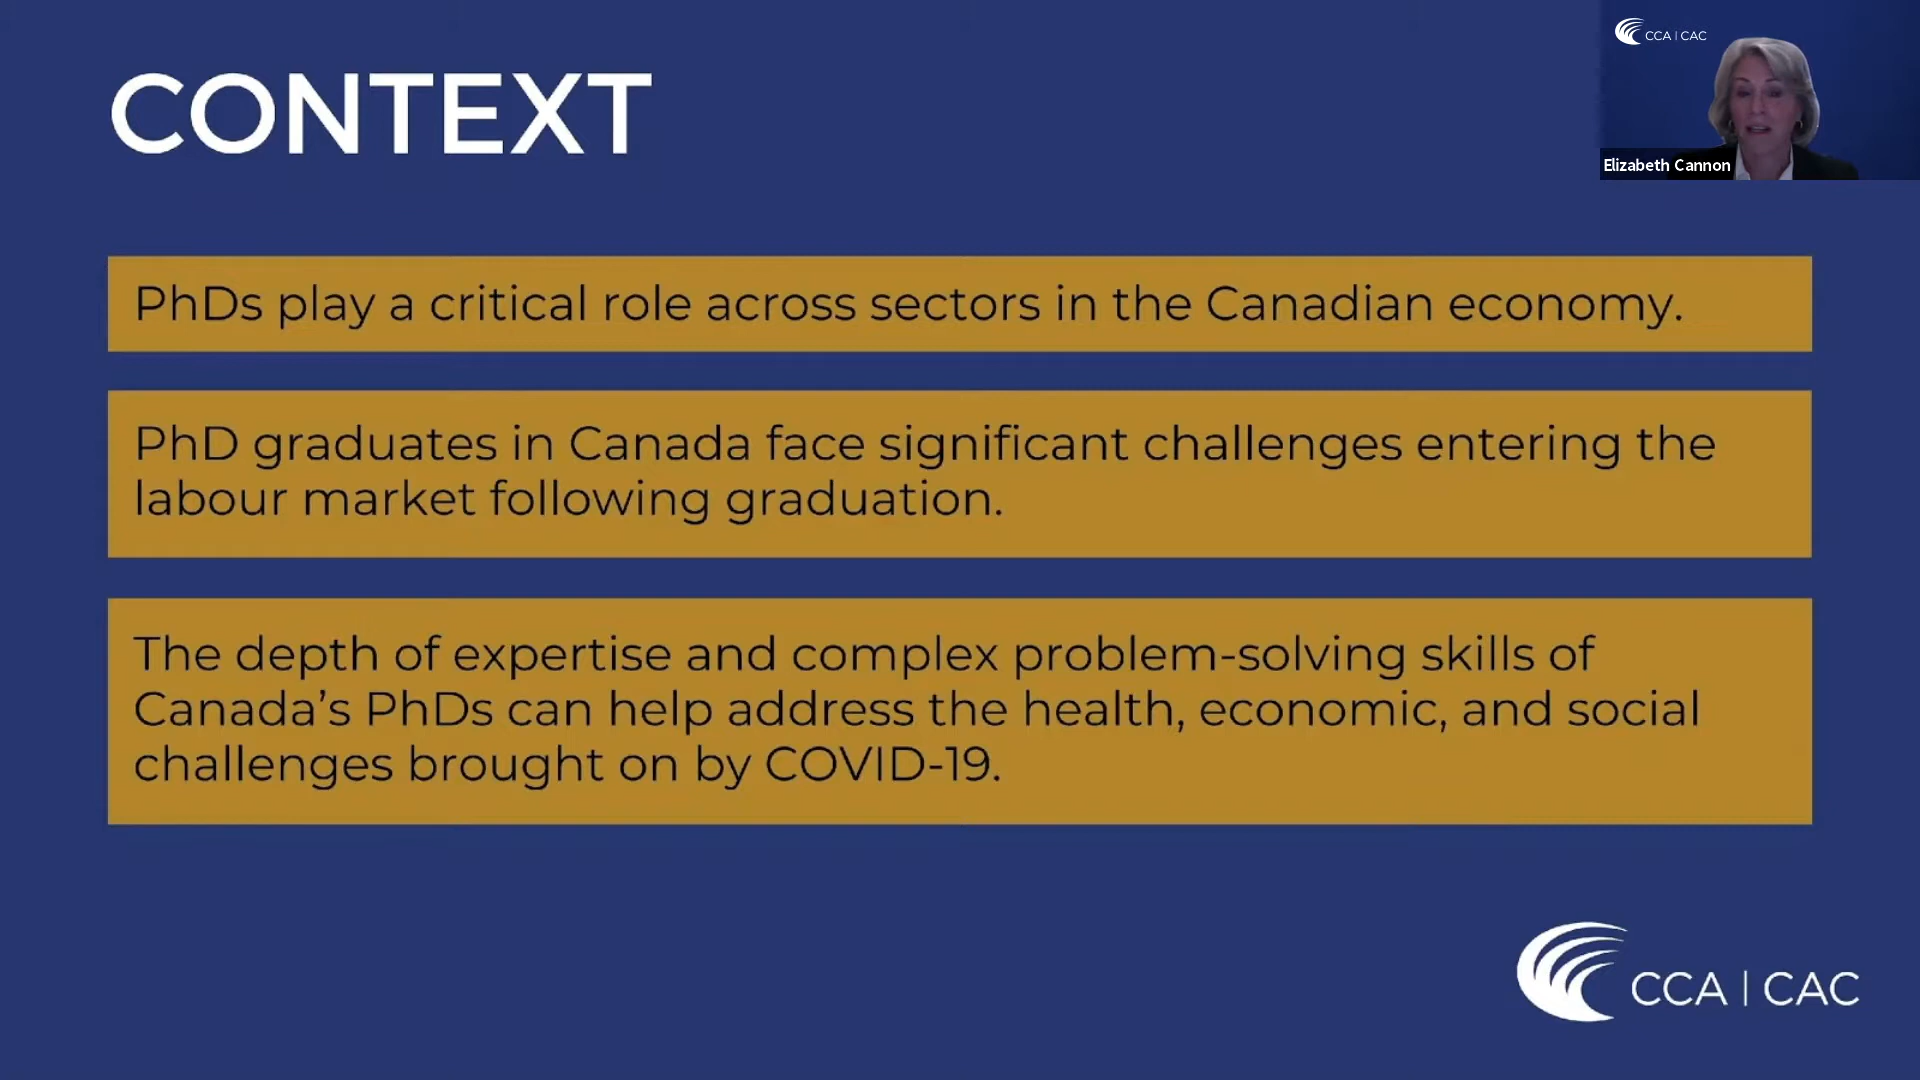 CONTEXT
CCA | CAC
Elizabeth Cannon
PhDs play a critical role across sectors in the Canadian economy.
PhD graduates in Canada face significant challenges entering the
labour market following graduation.
The depth of expertise and complex problem-solving skills of
Canada’s PhDs can help address the health, economic, and social
challenges brought on by COVID-19.
CCA | CAC